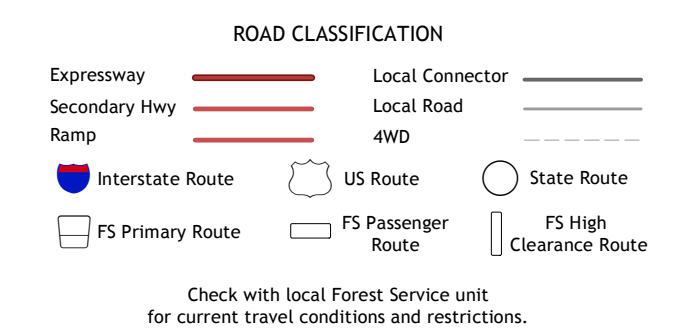 ROAD CLASSIFICATION
Expressway
Local Connector
Secondary Hwy
Local Road
Ramp
4WD
Interstate Route
US Route
State Route
FS Primary Route
FS Passenger
Route
FS High
Clearance Route
Check with local Forest Service unit
for current travel conditions and restrictions.